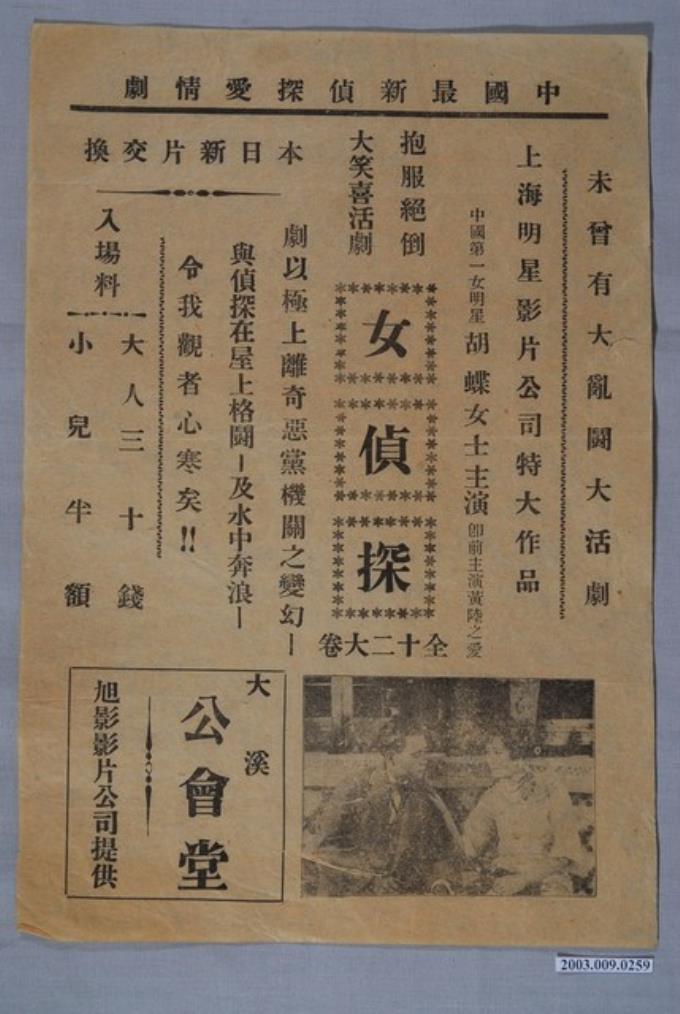 中國最新偵探愛情劇
未曾有大亂鬪大活劇
上海明星影片公司特大作品
中國第一女明星 胡蝶女士主演 卽前主演黃陸之愛
抱服絕倒
大笑喜活劇
女偵探
全十二大卷
本日新片交換
劇以極上離奇惡黨機關之變幻—
與偵探在屋上格鬪—及水中奔浪—
令我觀者心寒矣!!
入場料
大人三十錢
小兒半額
大溪
公會堂
旭影影片公司提供
2003.009.0259